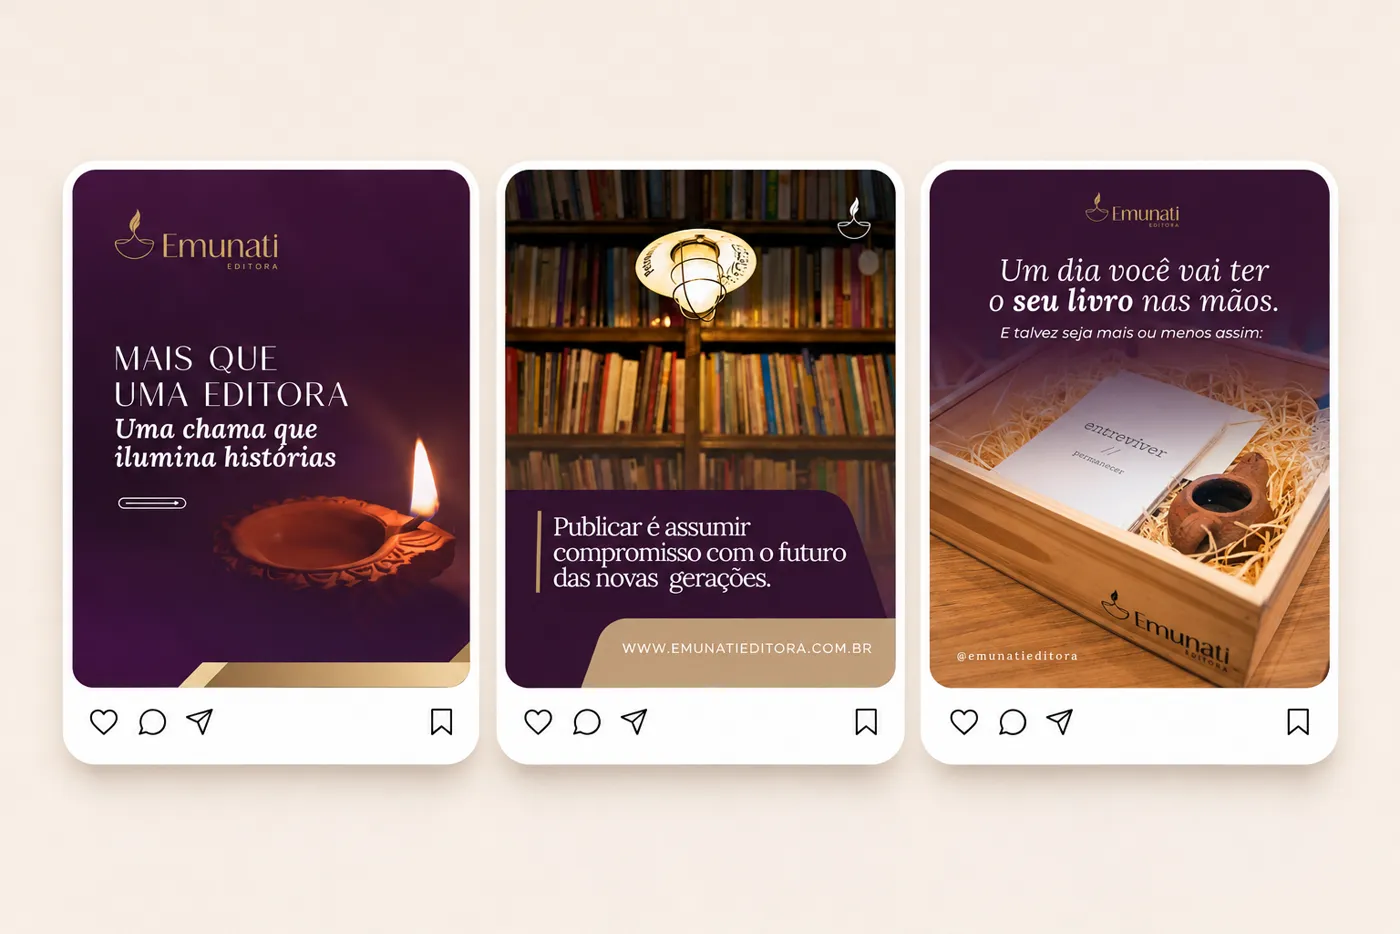 Emunati
EDITORA
MAIS QUE
UMA EDITORA
Uma chama que
ilumina histórias
Publicar é assumir
compromisso com o futuro
das novas gerações.
WWW.EMUNATIEDITORA.COM.BR
Emunati
EDITORA
Um dia você vai ter
o seu livro nas mãos.
E talvez seja mais ou menos assim:
entreviver
//
permanecer
Emunati
EDITORA
@emunatieditora